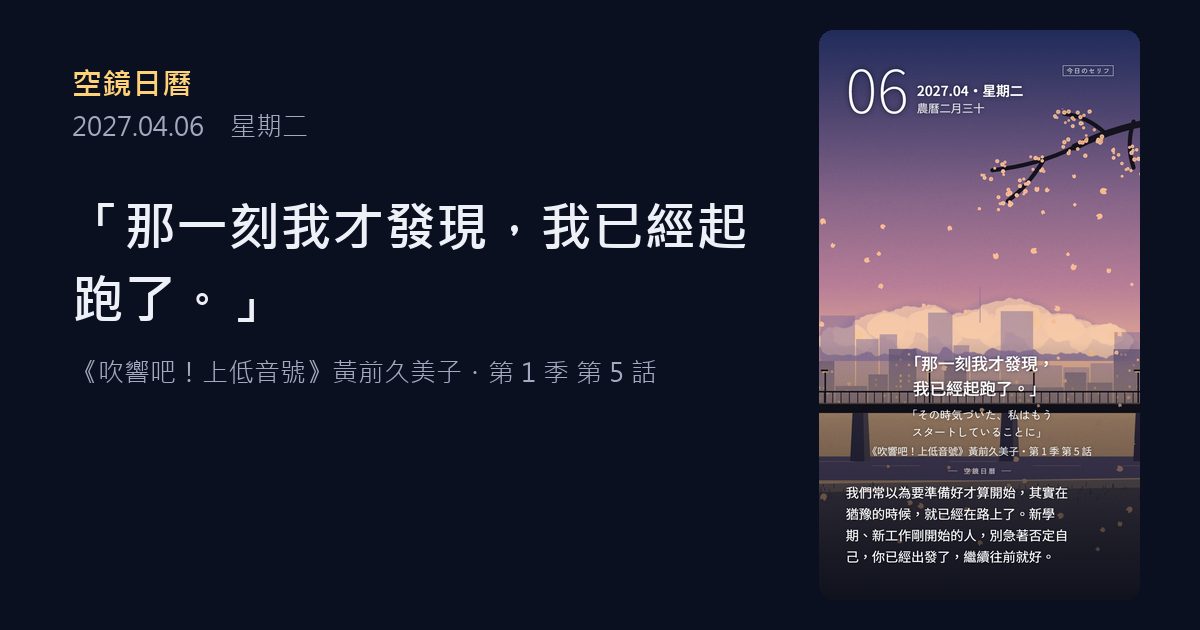 空鏡日曆
2027.04.06　星期二
「那一刻我才發現，我已經起
跑了。」
《吹響吧！上低音號》黃前久美子・第 1 季 第 5 話
06
今日のセリフ
2027.04・星期二
農曆二月三十
「那一刻我才發現，
我已經起跑了。」
「その時気づいた、私はもう
スタートしていることに」
《吹響吧！上低音號》黃前久美子・第 1 季 第 5 話
— 空鏡日曆 —
我們常以為要準備好才算開始，其實在
猶豫的時候，就已經在路上了。新學
期、新工作剛開始的人，別急著否定自
己，你已經出發了，繼續往前就好。